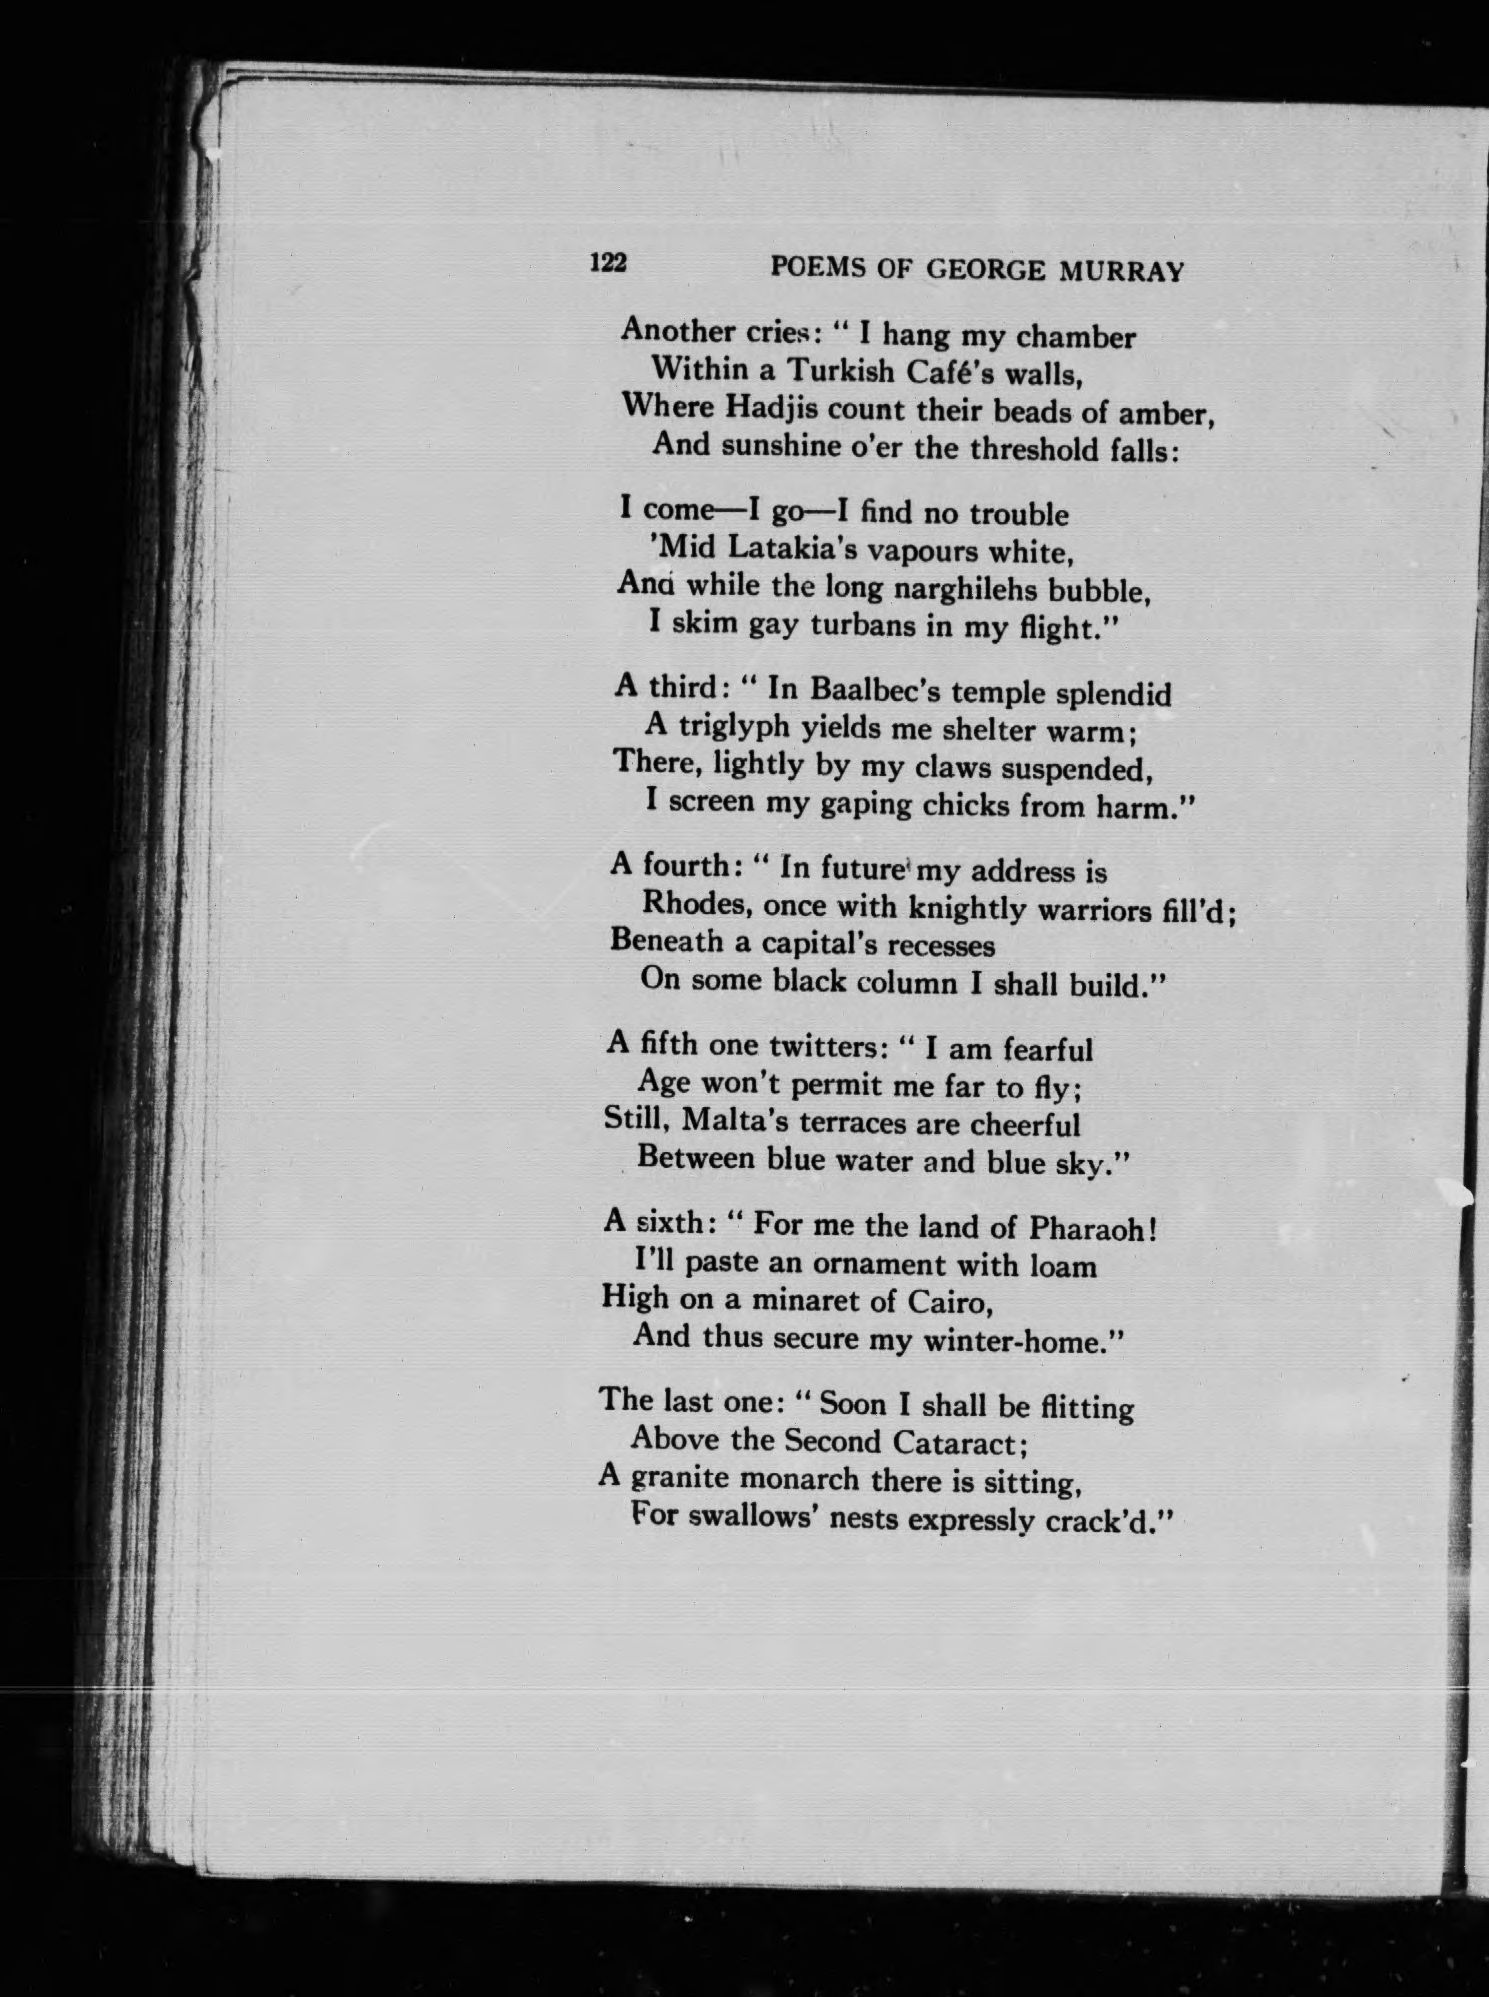 122 POEMS OF GEORGE MURRAY
Another cries: “ I hang my chamber
Within a Turkish Café's walls,
Where Hadjis count their beads of amber,
And sunshine o'er the threshold falls:
I come—I go—I find no trouble
'Mid Latakia's vapours white,
And while the long narghilehs bubble,
I skim gay turbans in my flight.”
A third: “ In Baalbec's temple splendid
A triglyph yields me shelter warm;
There, lightly by my claws suspended,
I screen my gaping chicks from harm.”
A fourth: “ In future my address is
Rhodes, once with knightly warriors fill'd;
Beneath a capital's recesses
On some black column I shall build.”
A fifth one twitters: “ I am fearful
Age won't permit me far to fly;
Still, Malta's terraces are cheerful
Between blue water and blue sky.”
A sixth: “ For me the land of Pharaoh!
I'll paste an ornament with loam
High on a minaret of Cairo,
And thus secure my winter-home.”
The last one: “ Soon I shall be flitting
Above the Second Cataract;
A granite monarch there is sitting,
For swallows' nests expressly crack'd.”